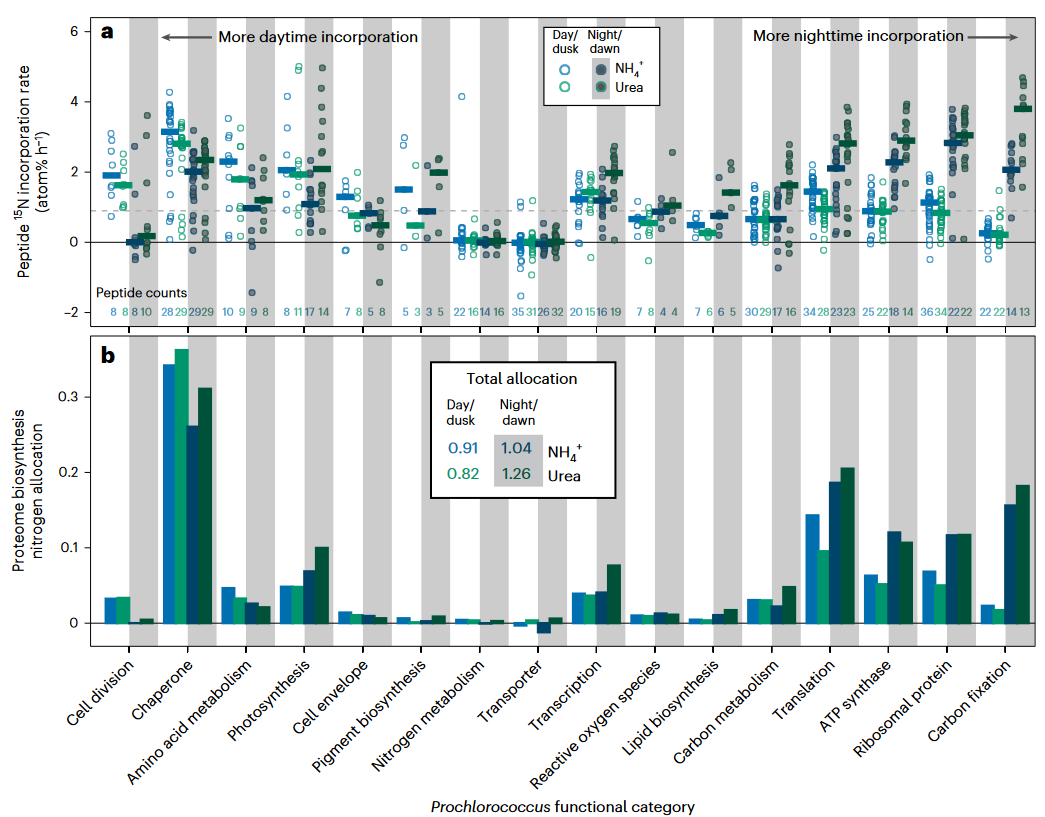 a
More daytime incorporation
More nighttime incorporation
Day/
dusk
Night/
dawn
NH4+
Urea
6
4
2
0
−2
Peptide 15N incorporation rate
(atom% h−1)
Peptide counts
8 8 8 10 28 29 29 29 10 9 9 8 8 11 17 14 7 8 5 8 5 3 3 5 22 16 14 16 35 31 26 32 20 15 16 19 7 8 4 4 7 6 6 5 30 29 17 16 34 28 23 23 25 22 18 14 36 34 22 22 22 22 14 13
b
Total allocation
Day/
dusk
Night/
dawn
0.91 1.04 NH4+
0.82 1.26 Urea
0.3
0.2
0.1
0
Proteome biosynthesis
nitrogen allocation
Cell division
Chaperone
Amino acid metabolism
Photosynthesis
Cell envelope
Pigment biosynthesis
Nitrogen metabolism
Transporter
Transcription
Reactive oxygen species
Lipid biosynthesis
Carbon metabolism
Translation
ATP synthase
Ribosomal protein
Carbon fixation
Prochlorococcus functional category